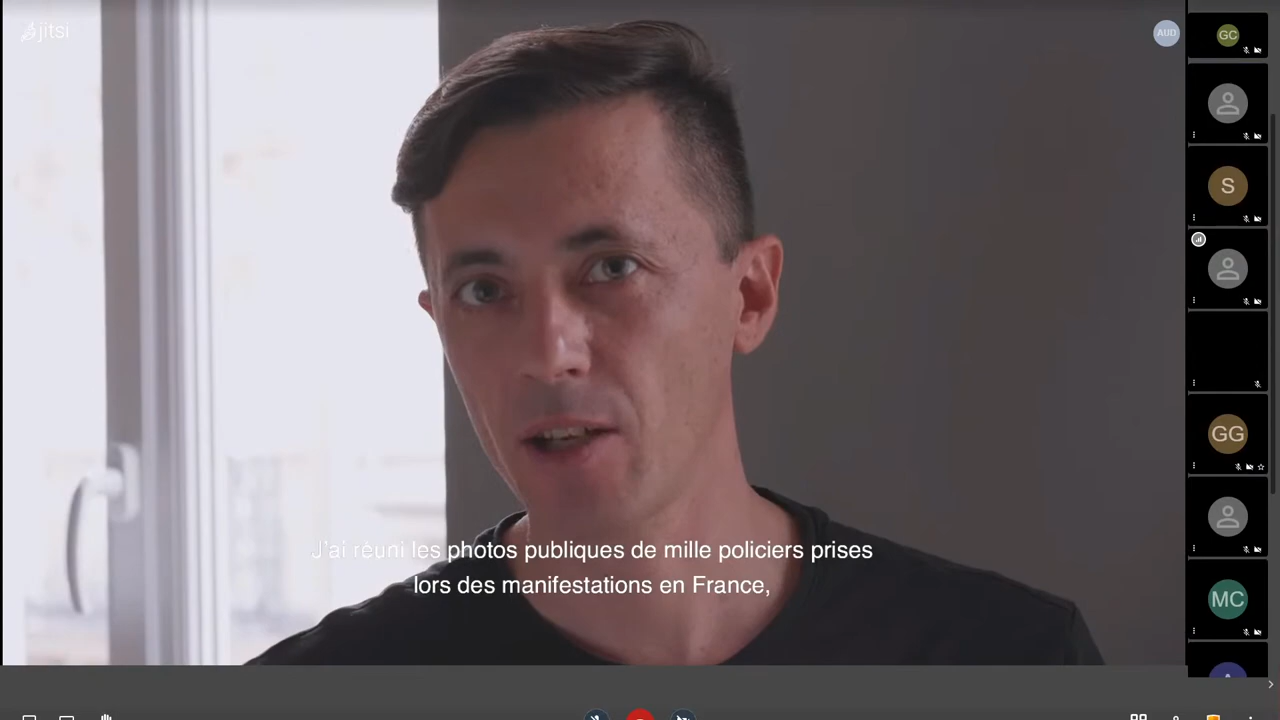 jitsi
AUD
GC
S
GG
MC
J'ai réuni les photos publiques de mille policiers prises
lors des manifestations en France,